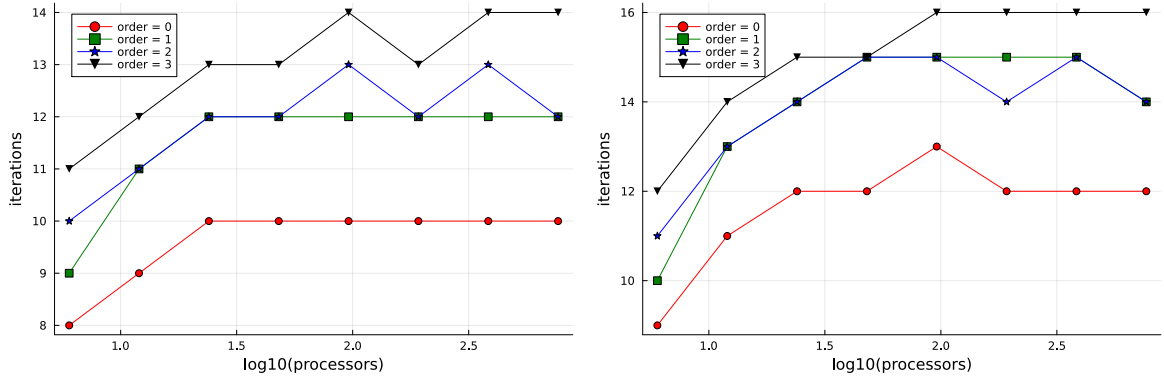 14
13
12
11
10
9
8
iterations
1.0
1.5
2.0
2.5
log10(processors)
order = 0
order = 1
order = 2
order = 3
16
14
12
10
iterations
1.0
1.5
2.0
2.5
log10(processors)
order = 0
order = 1
order = 2
order = 3